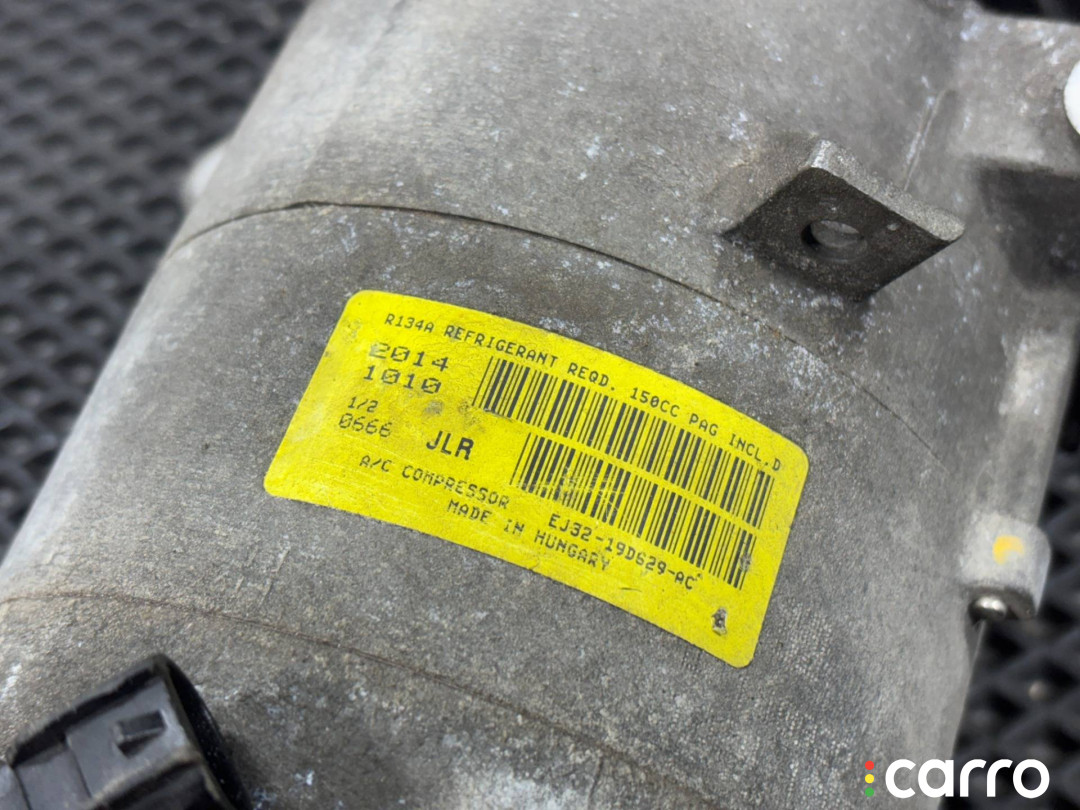 R134A REFRIGERANT REQD. 150CC PAG INCL.D
2014
1010
1/2
0666 JLR
A/C COMPRESSOR EJ32-19D629-AC
MADE IN HUNGARY
carro